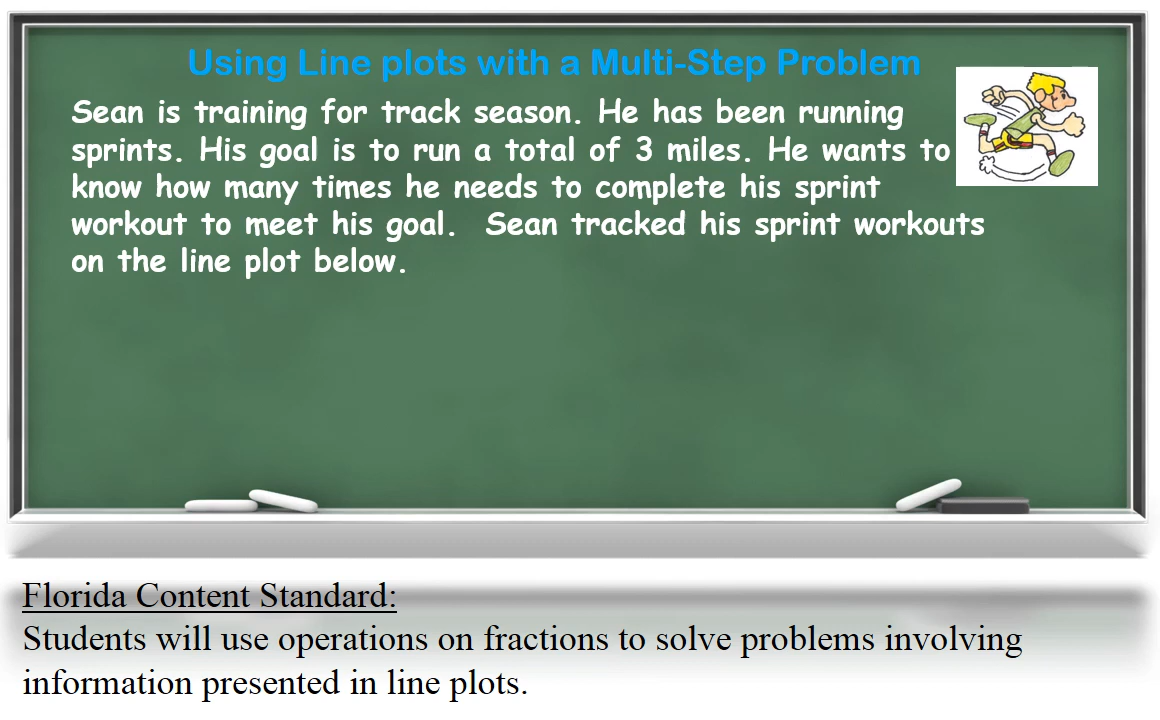 Using Line plots with a Multi-Step Problem
Sean is training for track season. He has been running
sprints. His goal is to run a total of 3 miles. He wants to
know how many times he needs to complete his sprint
workout to meet his goal.  Sean tracked his sprint workouts
on the line plot below.
Florida Content Standard:
Students will use operations on fractions to solve problems involving
information presented in line plots.